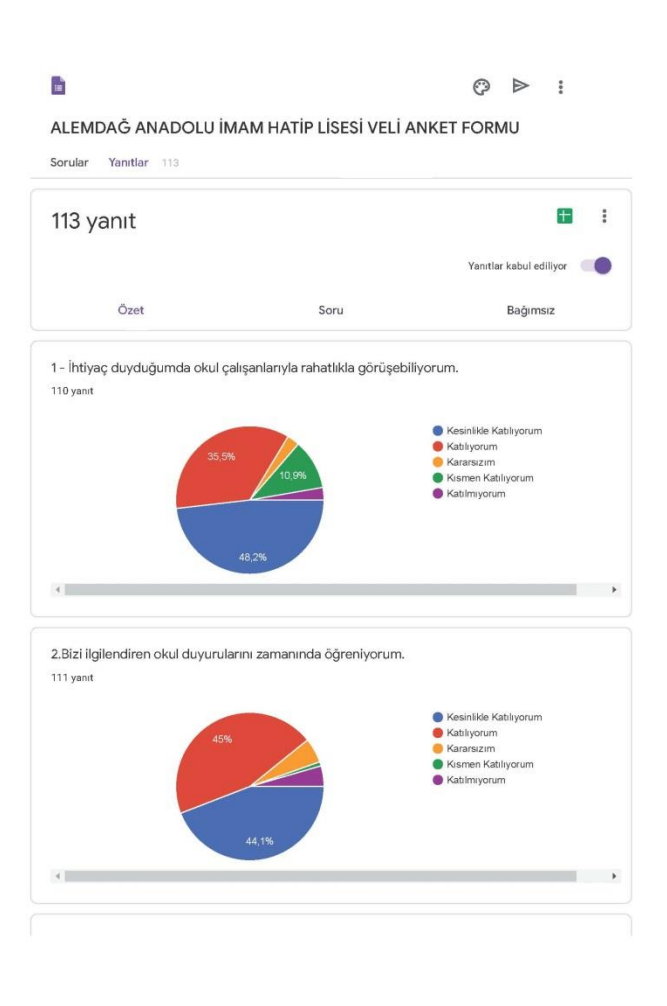 ALEMDAĞ ANADOLU İMAM HATİP LİSESİ VELİ ANKET FORMU
Sorular Yanıtlar 113
113 yanıt
Yanıtlar kabul ediliyor
Özet Soru Bağımsız
1 - İhtiyaç duyduğumda okul çalışanlarıyla rahatlıkla görüşebiliyorum.
110 yanıt
Kesinlikle Katılıyorum
Katılıyorum
Kararsızım
Kısmen Katılıyorum
Katılmıyorum
35,5%
10,9%
48,2%
2.Bizi ilgilendiren okul duyurularını zamanında öğreniyorum.
111 yanıt
Kesinlikle Katılıyorum
Katılıyorum
Kararsızım
Kısmen Katılıyorum
Katılmıyorum
45%
44,1%